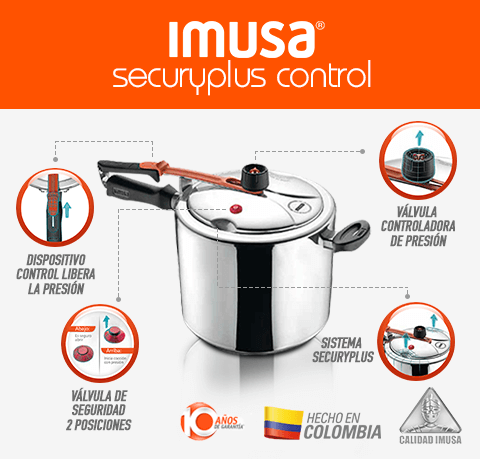 IMUSA®
securyplus control
DISPOSITIVO
CONTROL LIBERA
LA PRESIÓN
VÁLVULA
CONTROLADORA
DE PRESIÓN
Abajo:
Arriba:
VÁLVULA DE
SEGURIDAD
2 POSICIONES
SISTEMA
SECURYPLUS
10 AÑOS
DE GARANTÍA
HECHO EN
COLOMBIA
CALIDAD IMUSA